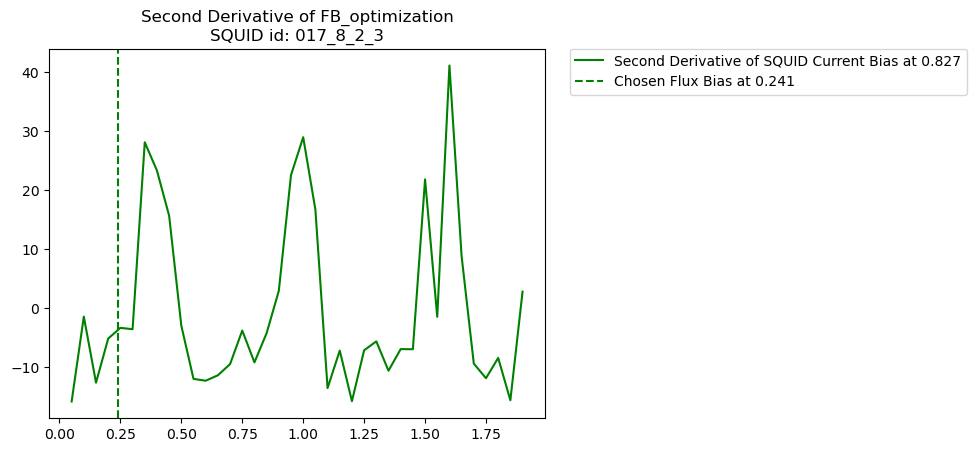 Second Derivative of FB_optimization
SQUID id: 017_8_2_3
Second Derivative of SQUID Current Bias at 0.827
Chosen Flux Bias at 0.241
40
30
20
10
0
−10
0.00 0.25 0.50 0.75 1.00 1.25 1.50 1.75